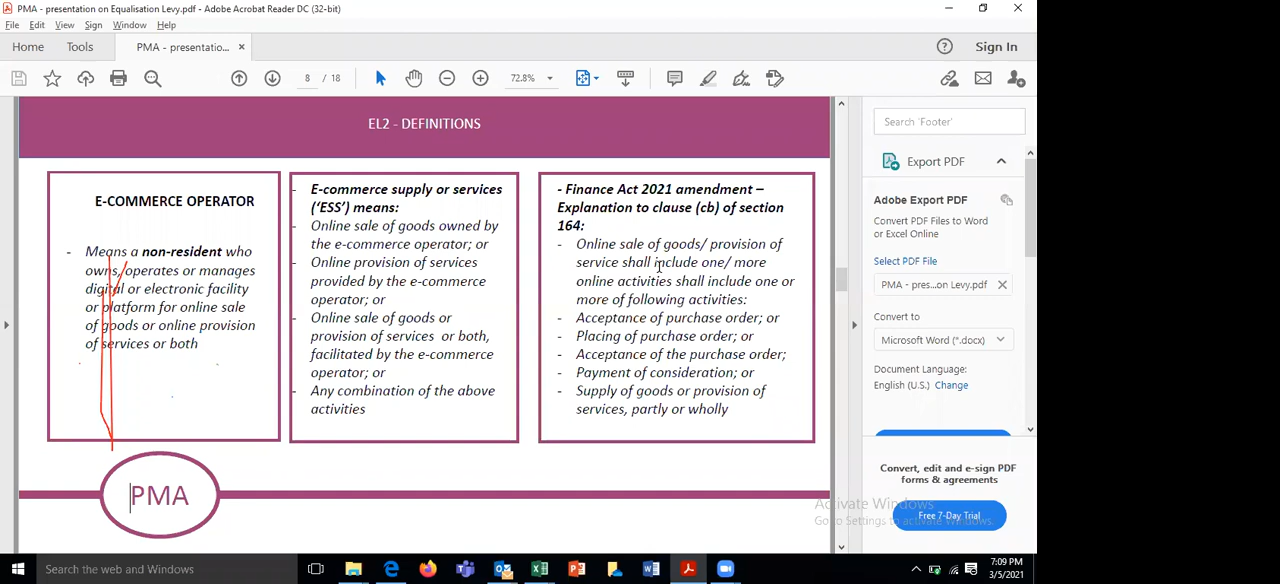 PMA - presentation on Equalisation Levy.pdf - Adobe Acrobat Reader DC (32-bit)
File Edit View Sign Window Help
Home Tools PMA - presentatio... × Sign In
8 / 18 72.8%
EL2 - DEFINITIONS
E-COMMERCE OPERATOR
- Means a non-resident who
owns, operates or manages
digital or electronic facility
or platform for online sale
of goods or online provision
of services or both
- E-commerce supply or services
('ESS') means:
- Online sale of goods owned by
the e-commerce operator; or
- Online provision of services
provided by the e-commerce
operator; or
- Online sale of goods or
provision of services or both,
facilitated by the e-commerce
operator; or
- Any combination of the above
activities
- Finance Act 2021 amendment –
Explanation to clause (cb) of section
164:
- Online sale of goods/ provision of
service shall include one/ more
online activities shall include one or
more of following activities:
- Acceptance of purchase order; or
- Placing of purchase order; or
- Acceptance of the purchase order;
- Payment of consideration; or
- Supply of goods or provision of
services, partly or wholly
PMA
Search 'Footer'
Export PDF
Adobe Export PDF
Convert PDF Files to Word
or Excel Online
Select PDF File
PMA - pres...on Levy.pdf
Convert to
Microsoft Word (*.docx)
Document Language:
English (U.S.) Change
Convert, edit and e-sign PDF
forms & agreements
Free 7-Day Trial
Activate Windows
Go to Settings to activate Windows.
Search the web and Windows
7:09 PM
3/5/2021